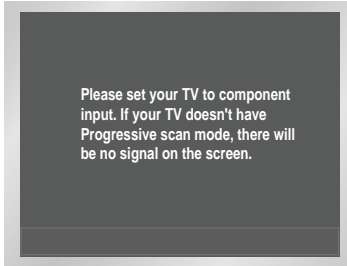 Please set your TV to component
input. If your TV doesn't have
Progressive scan mode, there will
be no signal on the screen.